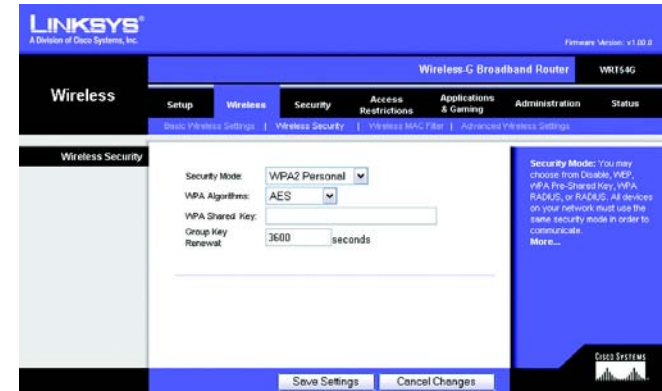 LINKSYS®
A Division of Cisco Systems, Inc.
Firmware Version: v1.00.0
Wireless-G Broadband Router WRT54G
Wireless
Setup Wireless Security Access Restrictions Applications & Gaming Administration Status
Basic Wireless Settings | Wireless Security | Wireless MAC Filter | Advanced Wireless Settings
Wireless Security
Security Mode: WPA2 Personal
WPA Algorithms: AES
WPA Shared Key:
Group Key Renewal: 3600 seconds
Security Mode: You may
choose from Disable, WEP,
WPA Pre-Shared Key, WPA
RADIUS, or RADIUS. All devices
on your network must use the
same security mode in order to
communicate.
More...
CISCO SYSTEMS
Save Settings Cancel Changes